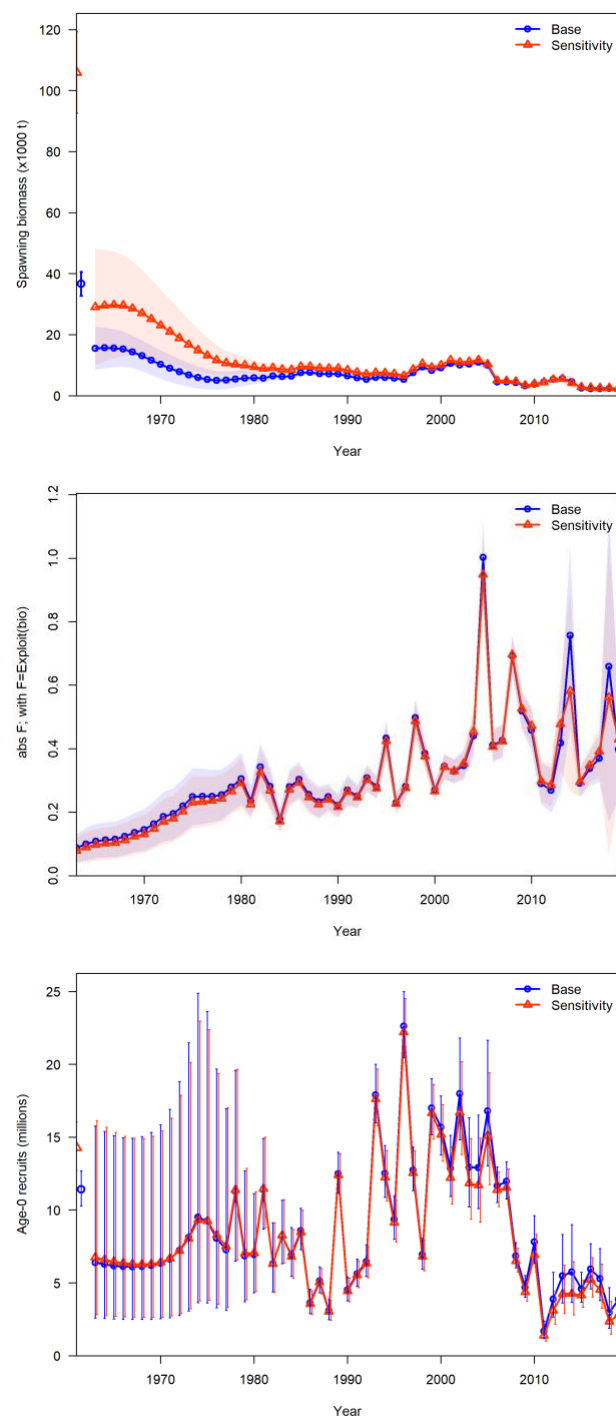 Spawning biomass (x1000 t)
120
100
80
60
40
20
0
Base
Sensitivity
1970
1980
1990
2000
2010
Year
abs F; with F=Exploit(bio)
1.2
1.0
0.8
0.6
0.4
0.2
0.0
Base
Sensitivity
1970
1980
1990
2000
2010
Year
Age-0 recruits (millions)
25
20
15
10
5
0
Base
Sensitivity
1970
1980
1990
2000
2010
Year